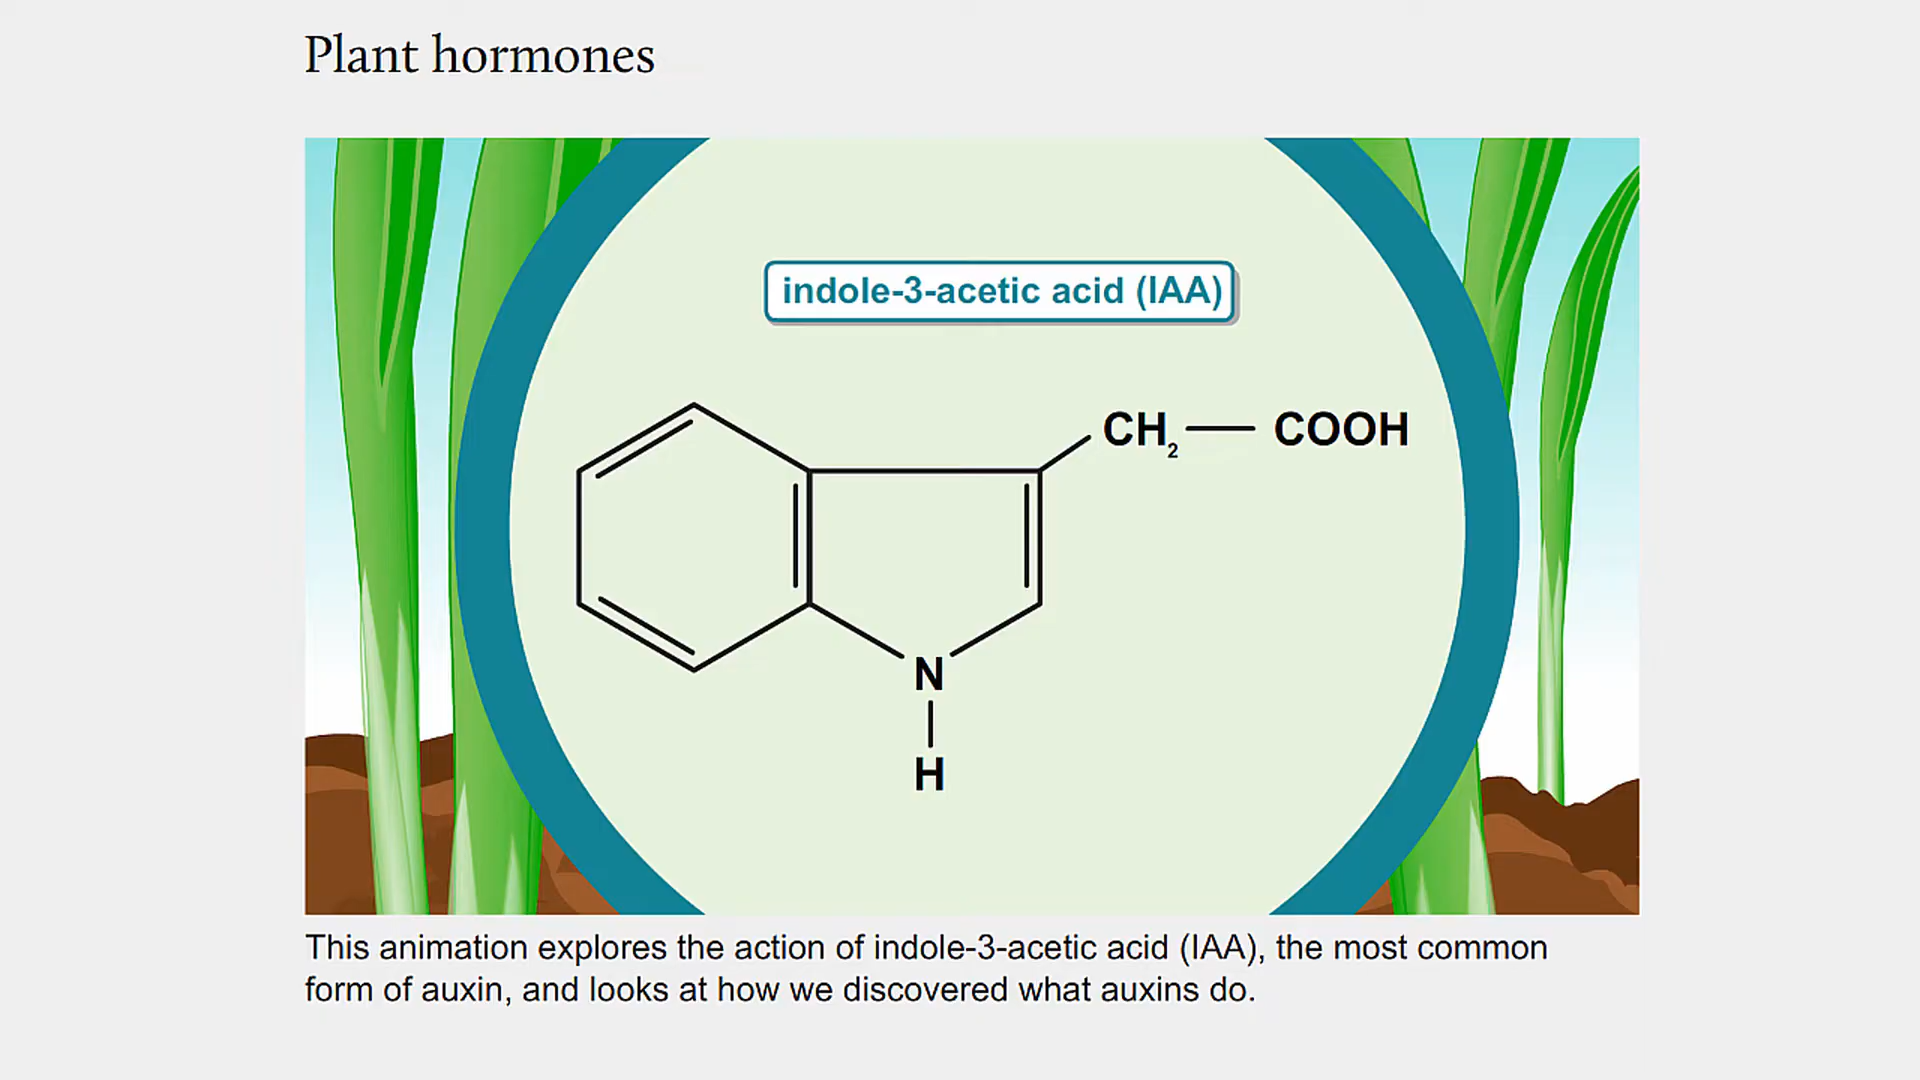 Plant hormones
indole-3-acetic acid (IAA)
CH₂ — COOH
N
H
This animation explores the action of indole-3-acetic acid (IAA), the most common
form of auxin, and looks at how we discovered what auxins do.